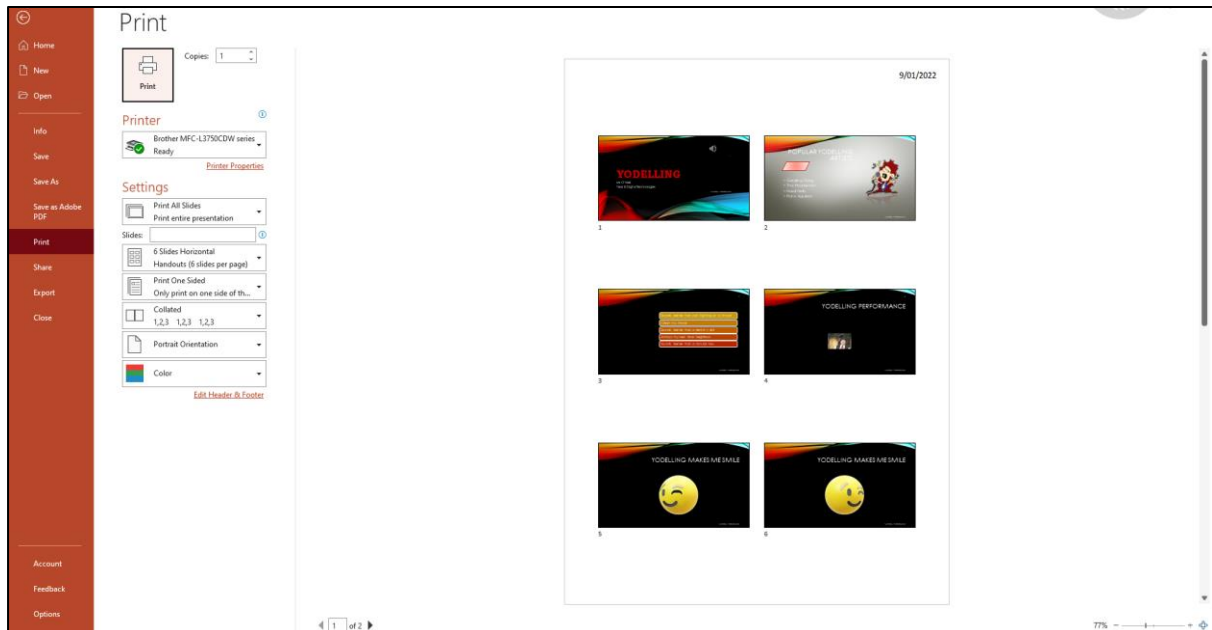 Print
Home
New
Open
Info
Save
Save As
Save as Adobe
PDF
Print
Share
Export
Close
Account
Feedback
Options
Print
Copies: 1
Printer
Brother MFC-L3750CDW series
Ready
Printer Properties
Settings
Print All Slides
Print entire presentation
Slides:
6 Slides Horizontal
Handouts (6 slides per page)
Print One Sided
Only print on one side of th...
Collated
1,2,3 1,2,3 1,2,3
Portrait Orientation
Color
Edit Header & Footer
9/01/2022
YODELLING
1
POPULAR YODELLING
2
3
YODELLING PERFORMANCE
4
YODELLING MAKES ME SMILE
5
YODELLING MAKES ME SMILE
6
1 of 2
77%